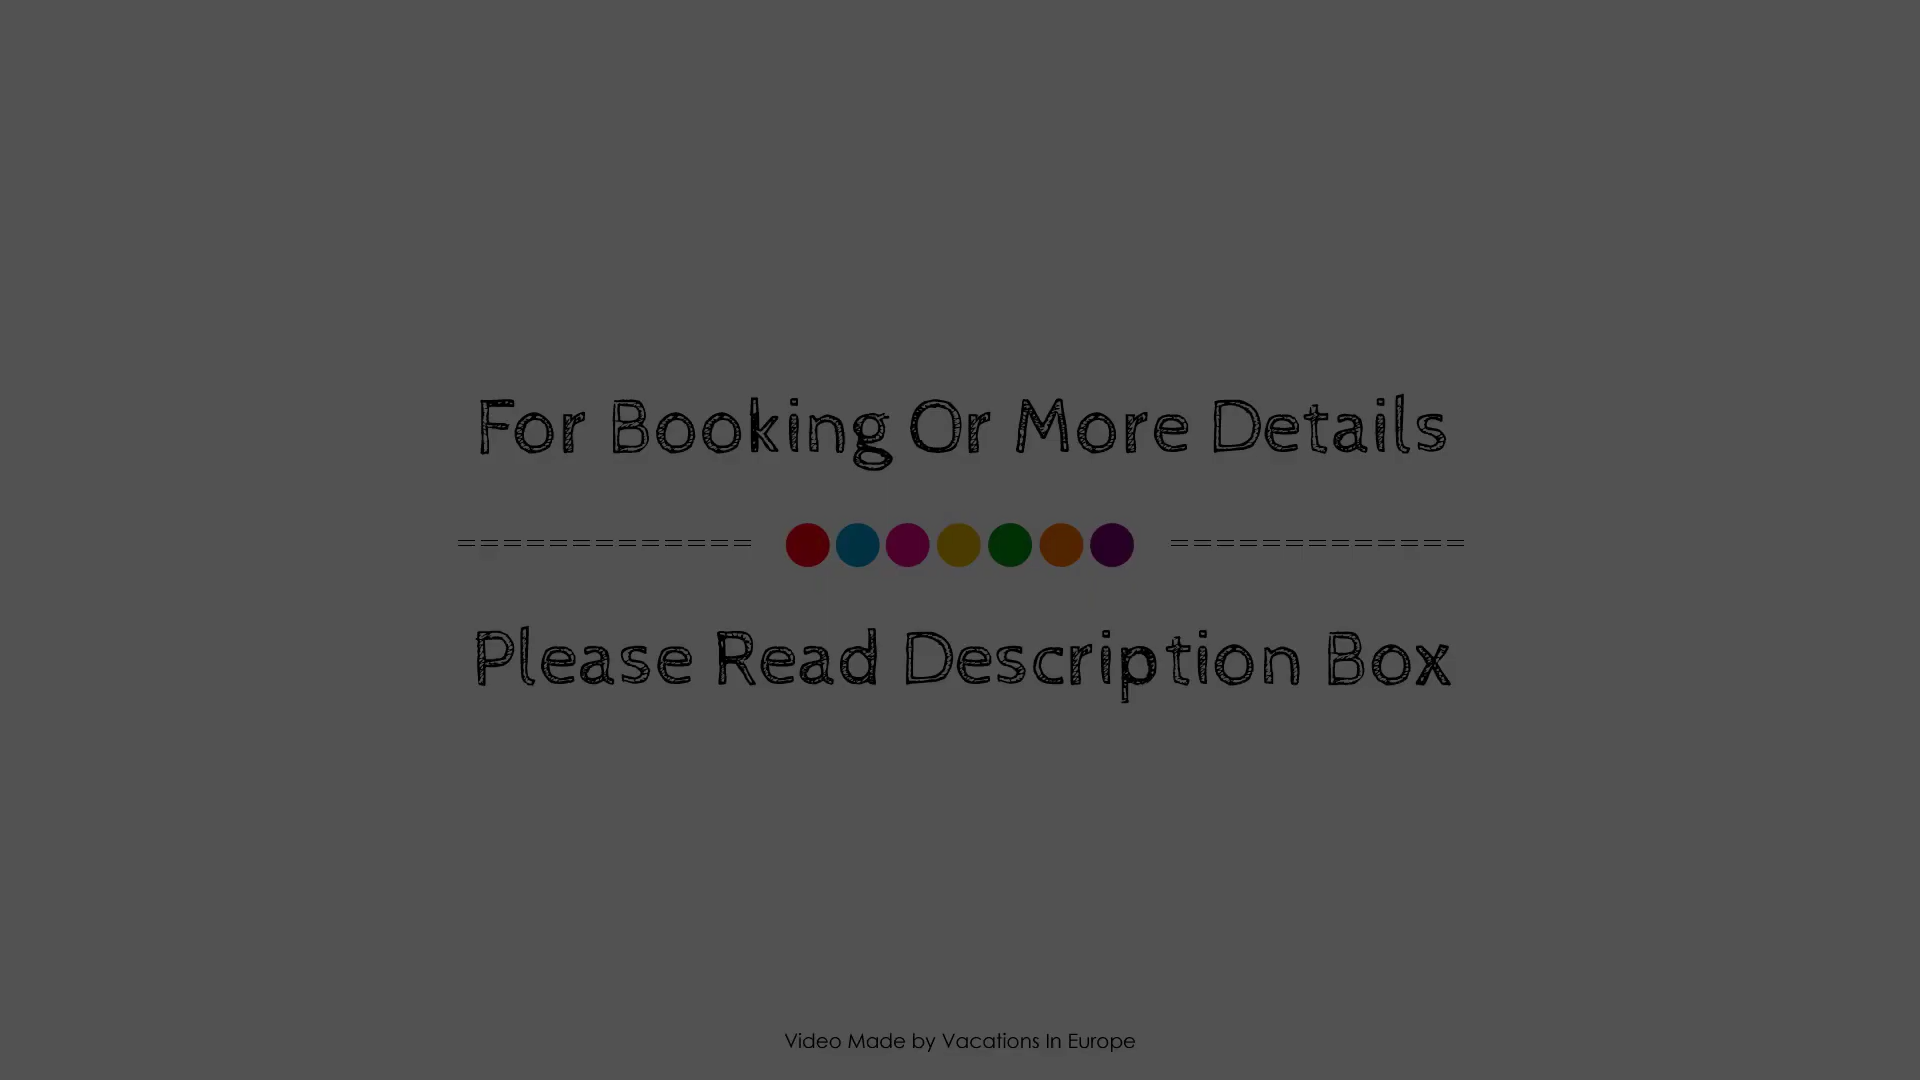 For Booking Or More Details
============= =============
Please Read Description Box
Video Made by Vacations In Europe